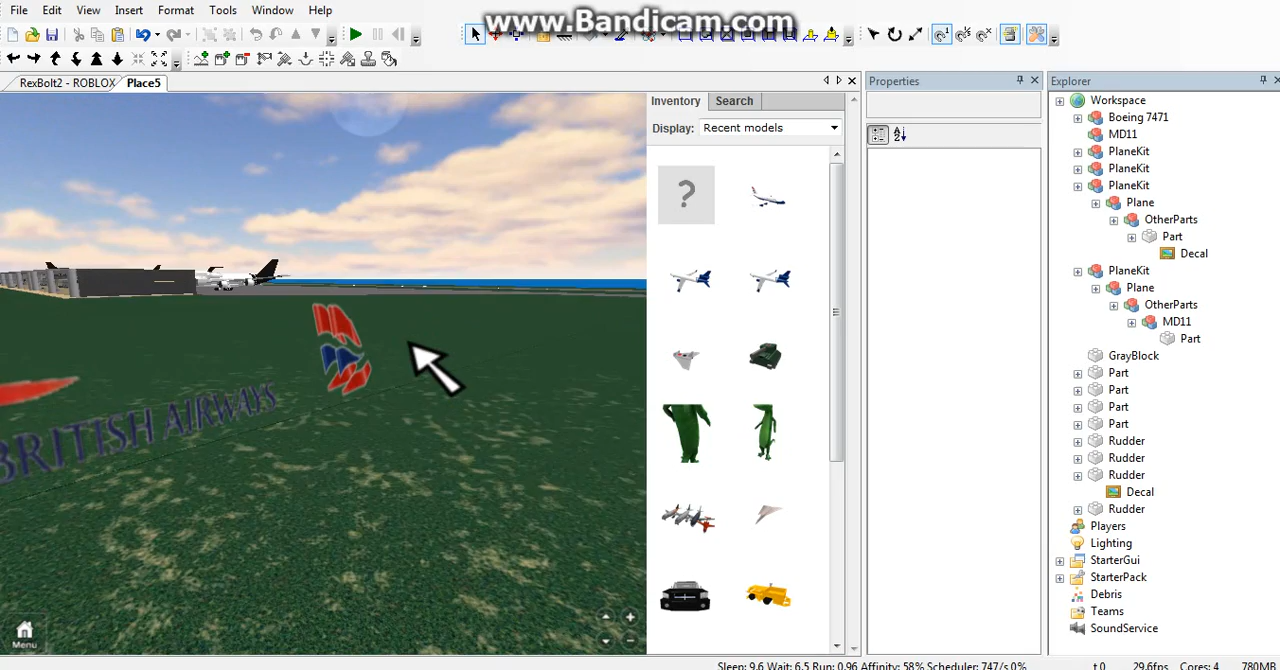 File Edit View Insert Format Tools Window Help
www.Bandicam.com
RexBolt2 - ROBLOX Place5
Inventory Search
Display: Recent models
?
BRITISH AIRWAYS
Menu
Properties
Explorer
Workspace
Boeing 7471
MD11
PlaneKit
PlaneKit
PlaneKit
Plane
OtherParts
Part
Decal
PlaneKit
Plane
OtherParts
MD11
Part
GrayBlock
Part
Part
Part
Part
Rudder
Rudder
Rudder
Decal
Rudder
Players
Lighting
StarterGui
StarterPack
Debris
Teams
SoundService
Sleep: 9.6 Wait: 6.5 Run: 0.96 Affinity: 58% Scheduler: 747/s 0% t 0 29.6fps Cores: 4 780MB